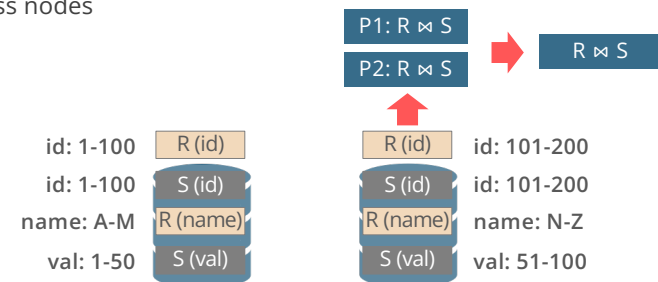 ss nodes
P1: R ⋈ S
P2: R ⋈ S
R ⋈ S
id: 1-100 R (id) R (id) id: 101-200
id: 1-100 S (id) S (id) id: 101-200
name: A-M R (name) R (name) name: N-Z
val: 1-50 S (val) S (val) val: 51-100